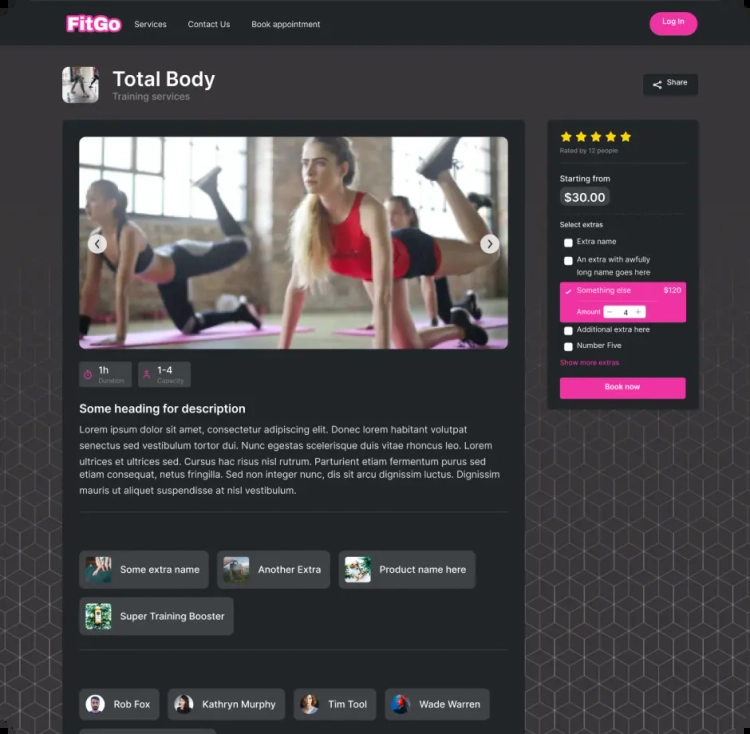 FitGo
Services
Contact Us
Book appointment
Log In
Total Body
Training services
Share
1h
Duration
1-4
Capacity
Some heading for description
Lorem ipsum dolor sit amet, consectetur adipiscing elit. Donec lorem habitant volutpat
senectus sed vestibulum tortor dui. Nunc egestas scelerisque duis vitae rhoncus leo. Lorem
ultrices et ultrices sed. Cursus hac risus nisl rutrum. Parturient etiam fermentum purus sed
etiam consequat, netus fringilla. Sed non integer nunc, dis sit arcu dignissim luctus. Dignissim
mauris ut aliquet suspendisse at nisl vestibulum.
Some extra name
Another Extra
Product name here
Super Training Booster
Rob Fox
Kathryn Murphy
Tim Tool
Wade Warren
Rated by 12 people
Starting from
$30.00
Select extras
Extra name
An extra with awfully
long name goes here
Something else $120
Amount 4
Additional extra here
Number Five
Show more extras
Book now